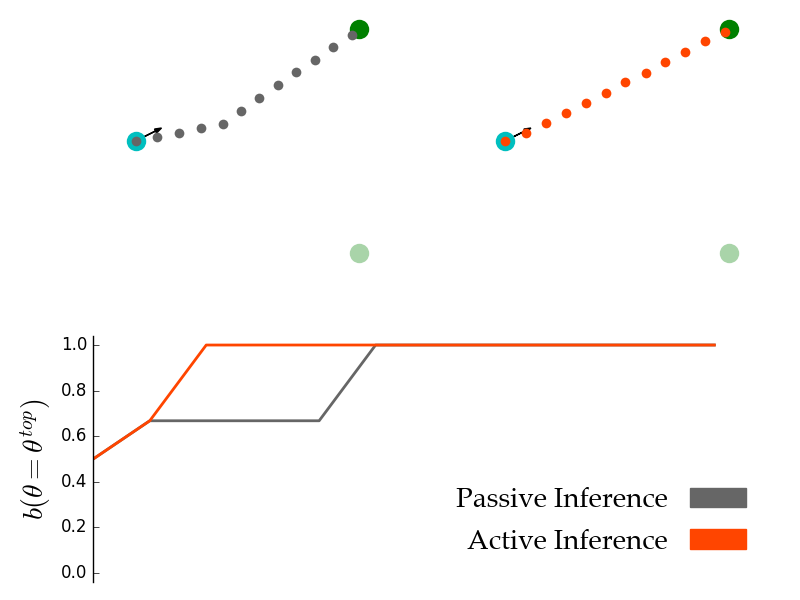 1.0
0.8
0.6
0.4
0.2
0.0
b(θ = θ^{top})
Passive Inference
Active Inference